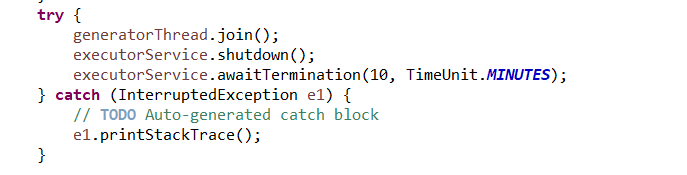 try {
    generatorThread.join();
    executorService.shutdown();
    executorService.awaitTermination(10, TimeUnit.MINUTES);
} catch (InterruptedException e1) {
    // TODO Auto-generated catch block
    e1.printStackTrace();
}